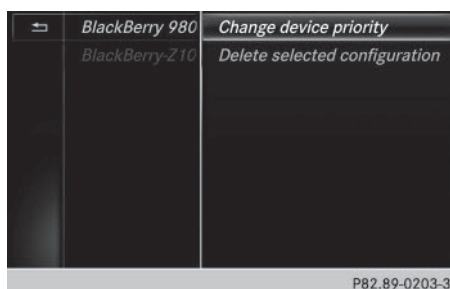 BlackBerry 980 Change device priority
BlackBerry-Z10 Delete selected configuration
P82.89-0203-3